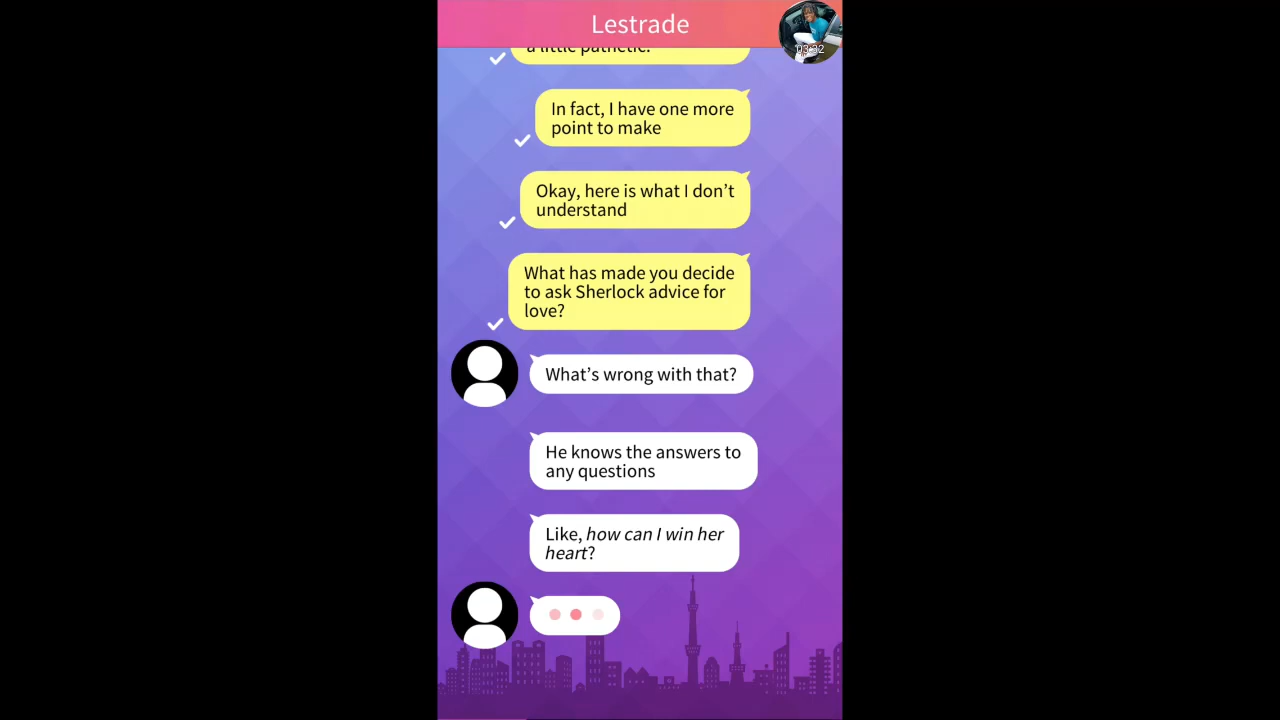 Lestrade
a little pathetic.
In fact, I have one more
point to make
Okay, here is what I don’t
understand
What has made you decide
to ask Sherlock advice for
love?
What’s wrong with that?
He knows the answers to
any questions
Like, how can I win her
heart?